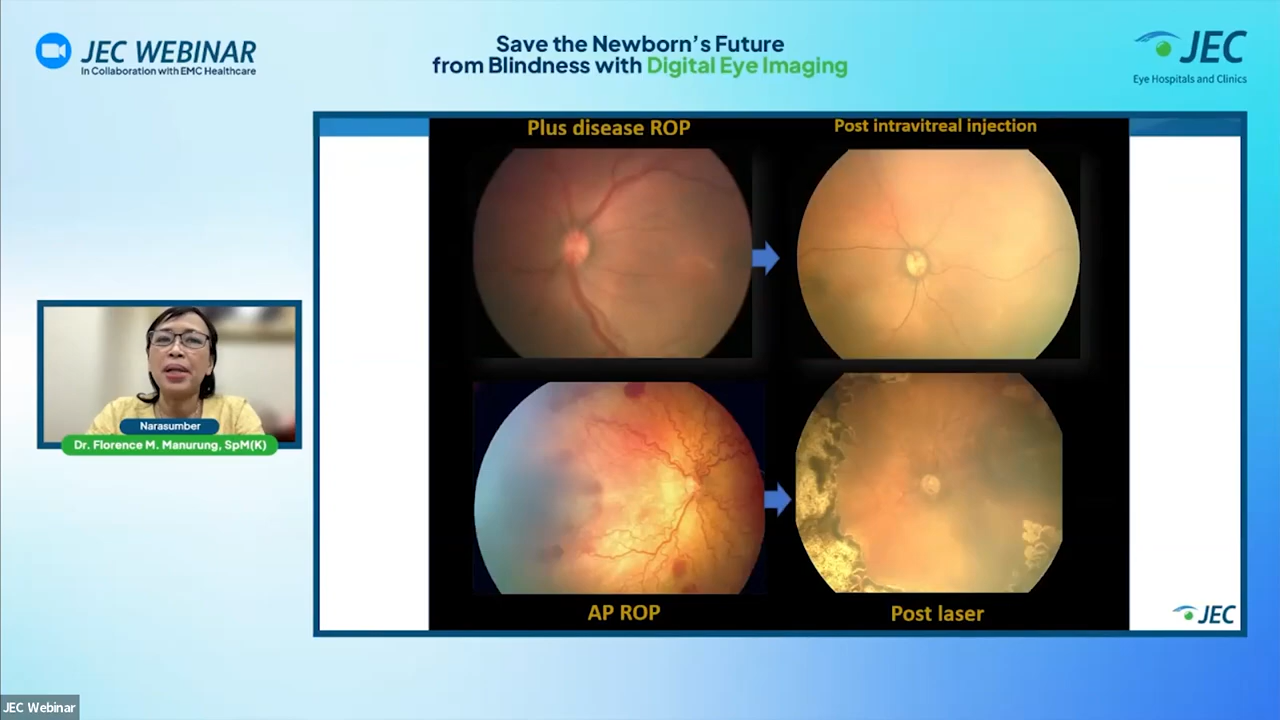 JEC WEBINAR
in Collaboration with EMC Healthcare
Save the Newborn's Future
from Blindness with Digital Eye Imaging
JEC
Eye Hospitals and Clinics
Plus disease ROP
Post intravitreal injection
Narasumber
Dr. Florence M. Manurung, SpM(K)
AP ROP
Post laser
JEC
JEC Webinar